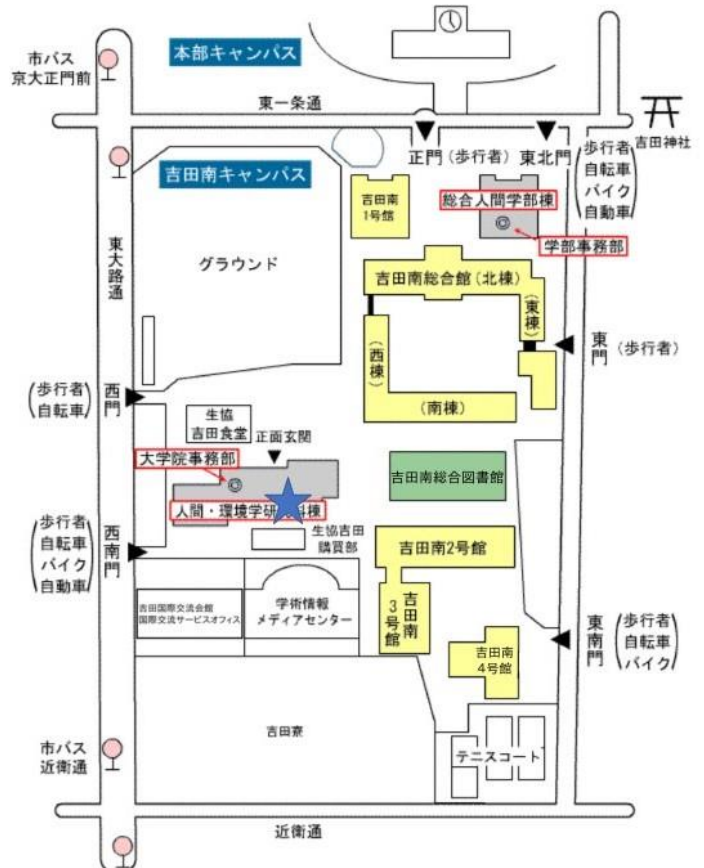 市バス
京大正門前
本部キャンパス
東一条通
吉田神社
正門(歩行者)
東北門
(歩行者
自転車
バイク
自動車)
吉田南キャンパス
吉田南
1号館
総合人間学部棟
学部事務部
東大路通
グラウンド
吉田南総合館(北棟)
(東棟)
(西棟)
(南棟)
東門
(歩行者)
(歩行者
自転車)
西門
生協
吉田食堂
正面玄関
大学院事務部
吉田南総合図書館
人間・環境学研 科棟
(歩行者
自転車
バイク
自動車)
西南門
生協吉田
購買部
吉田南2号館
吉田国際交流会館
国際交流サービスオフィス
学術情報
メディアセンター
吉田南
3号館
吉田南
4号館
東南門
(歩行者
自転車
バイク)
吉田寮
テニスコート
市バス
近衛通
近衛通